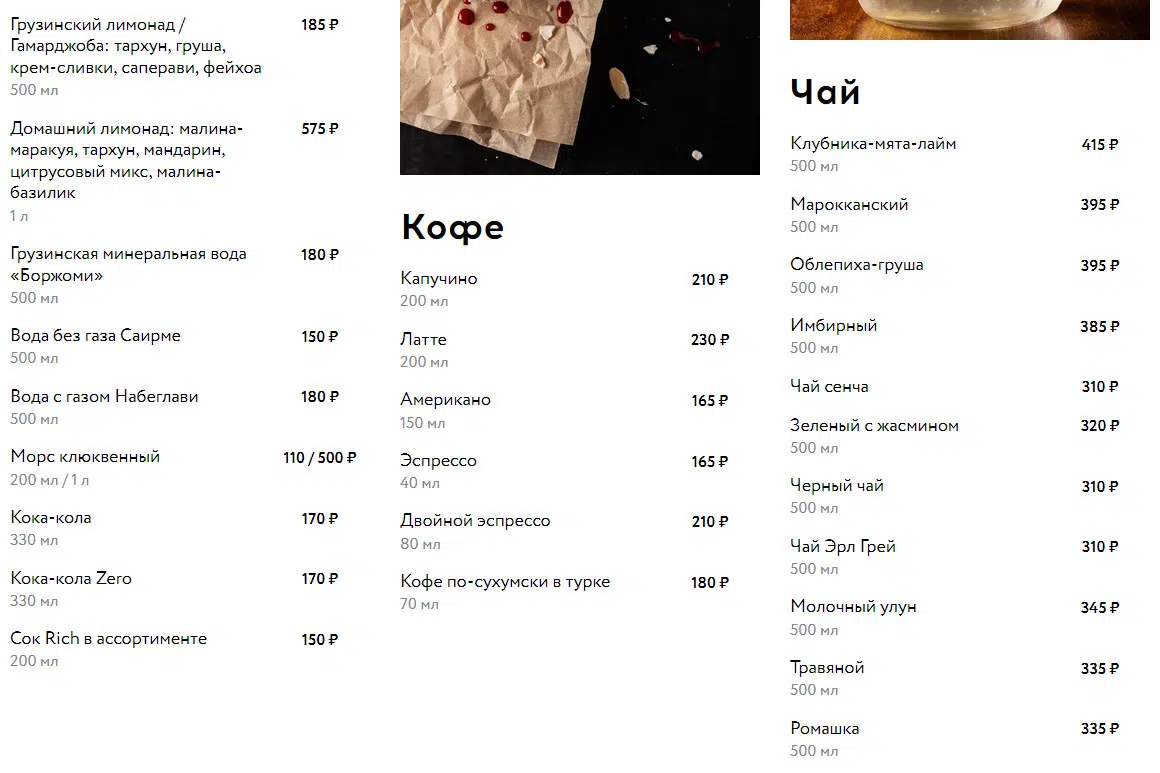 Грузинский лимонад / 185 ₽
Гамарджоба: тархун, груша,
крем-сливки, саперави, фейхоа
500 мл
Домашний лимонад: малина- 575 ₽
маракуя, тархун, мандарин,
цитрусовый микс, малина-
базилик
1 л
Грузинская минеральная вода 180 ₽
«Боржоми»
500 мл
Вода без газа Саирме 150 ₽
500 мл
Вода с газом Набеглави 180 ₽
500 мл
Морс клюквенный 110 / 500 ₽
200 мл / 1 л
Кока-кола 170 ₽
330 мл
Кока-кола Zero 170 ₽
330 мл
Сок Rich в ассортименте 150 ₽
200 мл
Кофе
Капучино 210 ₽
200 мл
Латте 230 ₽
200 мл
Американо 165 ₽
150 мл
Эспрессо 165 ₽
40 мл
Двойной эспрессо 210 ₽
80 мл
Кофе по-сухумски в турке 180 ₽
70 мл
Чай
Клубника-мята-лайм 415 ₽
500 мл
Марокканский 395 ₽
500 мл
Облепиха-груша 395 ₽
500 мл
Имбирный 385 ₽
500 мл
Чай сенча 310 ₽
Зеленый с жасмином 320 ₽
500 мл
Черный чай 310 ₽
500 мл
Чай Эрл Грей 310 ₽
500 мл
Молочный улун 345 ₽
500 мл
Травяной 335 ₽
500 мл
Ромашка 335 ₽
500 мл